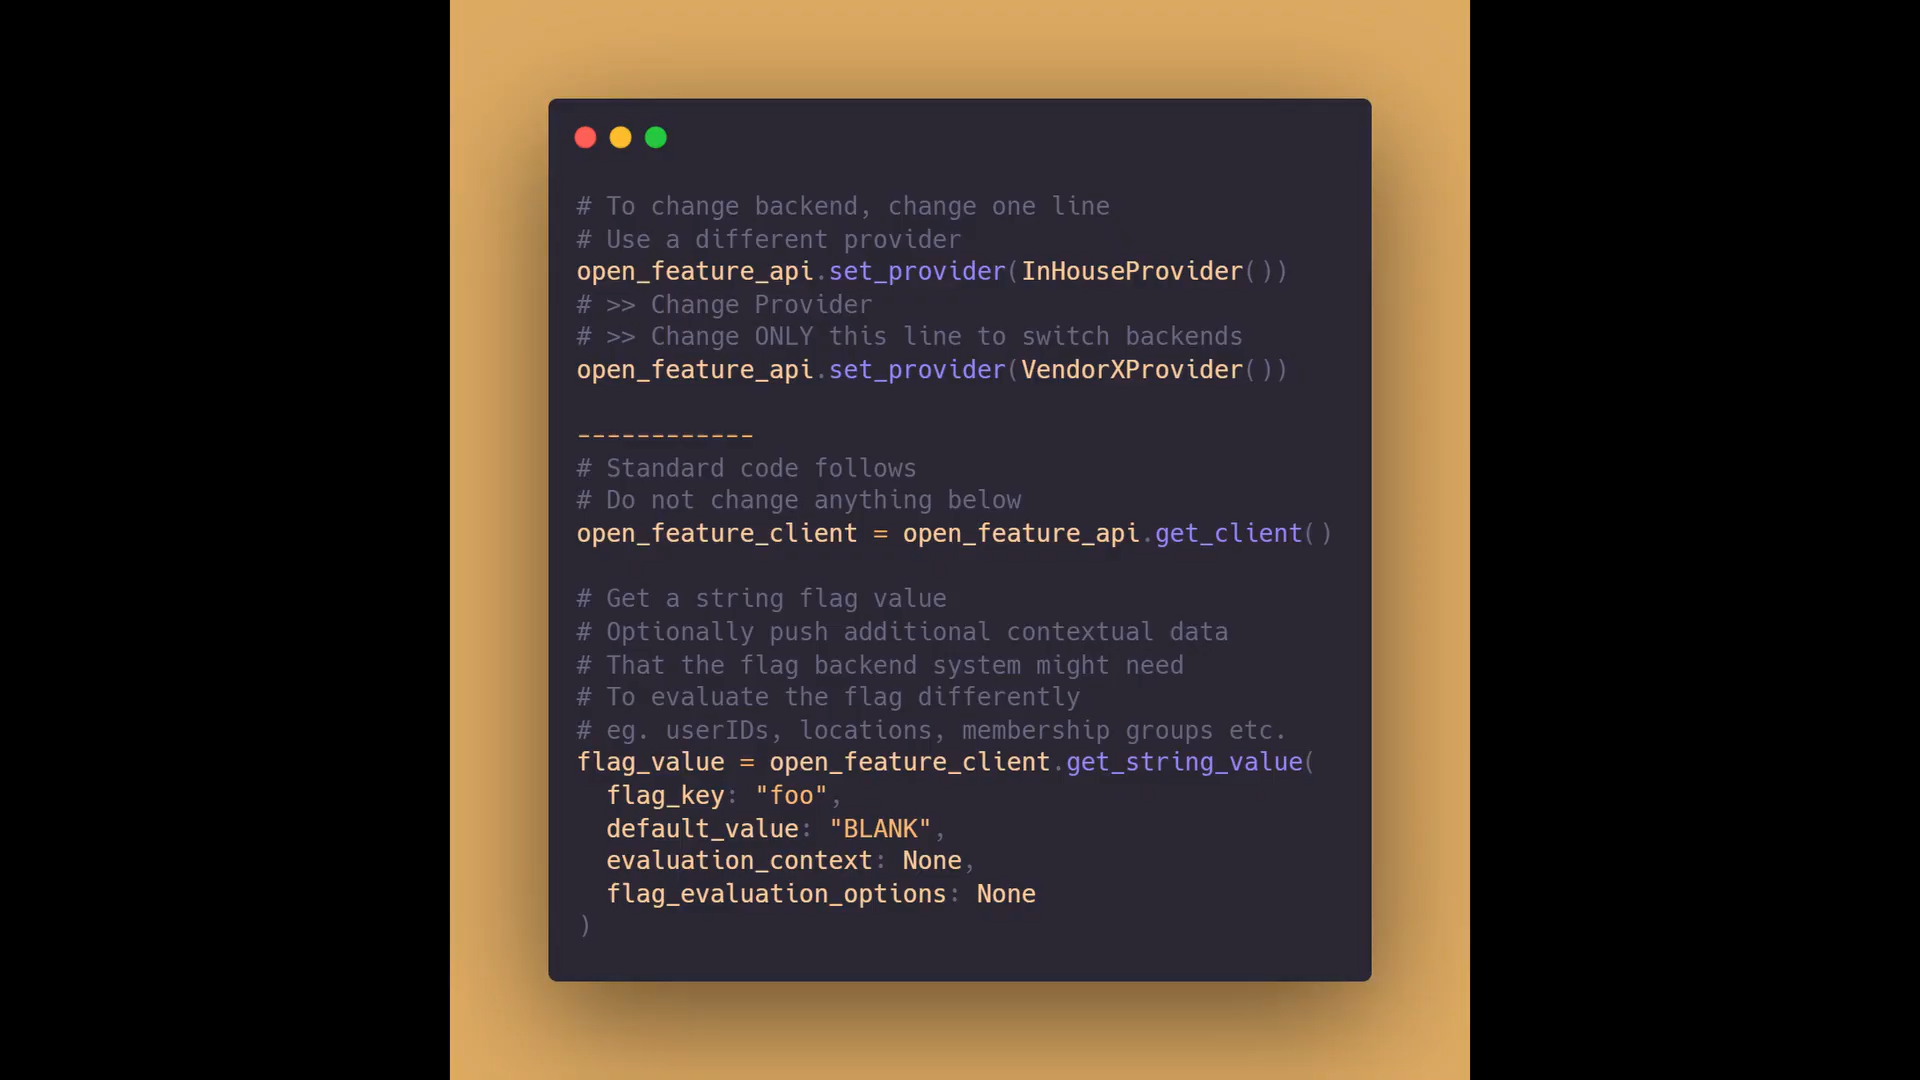 # To change backend, change one line
# Use a different provider
open_feature_api.set_provider(InHouseProvider())
# >> Change Provider
# >> Change ONLY this line to switch backends
open_feature_api.set_provider(VendorXProvider())
------------
# Standard code follows
# Do not change anything below
open_feature_client = open_feature_api.get_client()
# Get a string flag value
# Optionally push additional contextual data
# That the flag backend system might need
# To evaluate the flag differently
# eg. userIDs, locations, membership groups etc.
flag_value = open_feature_client.get_string_value(
  flag_key: "foo",
  default_value: "BLANK",
  evaluation_context: None,
  flag_evaluation_options: None
)